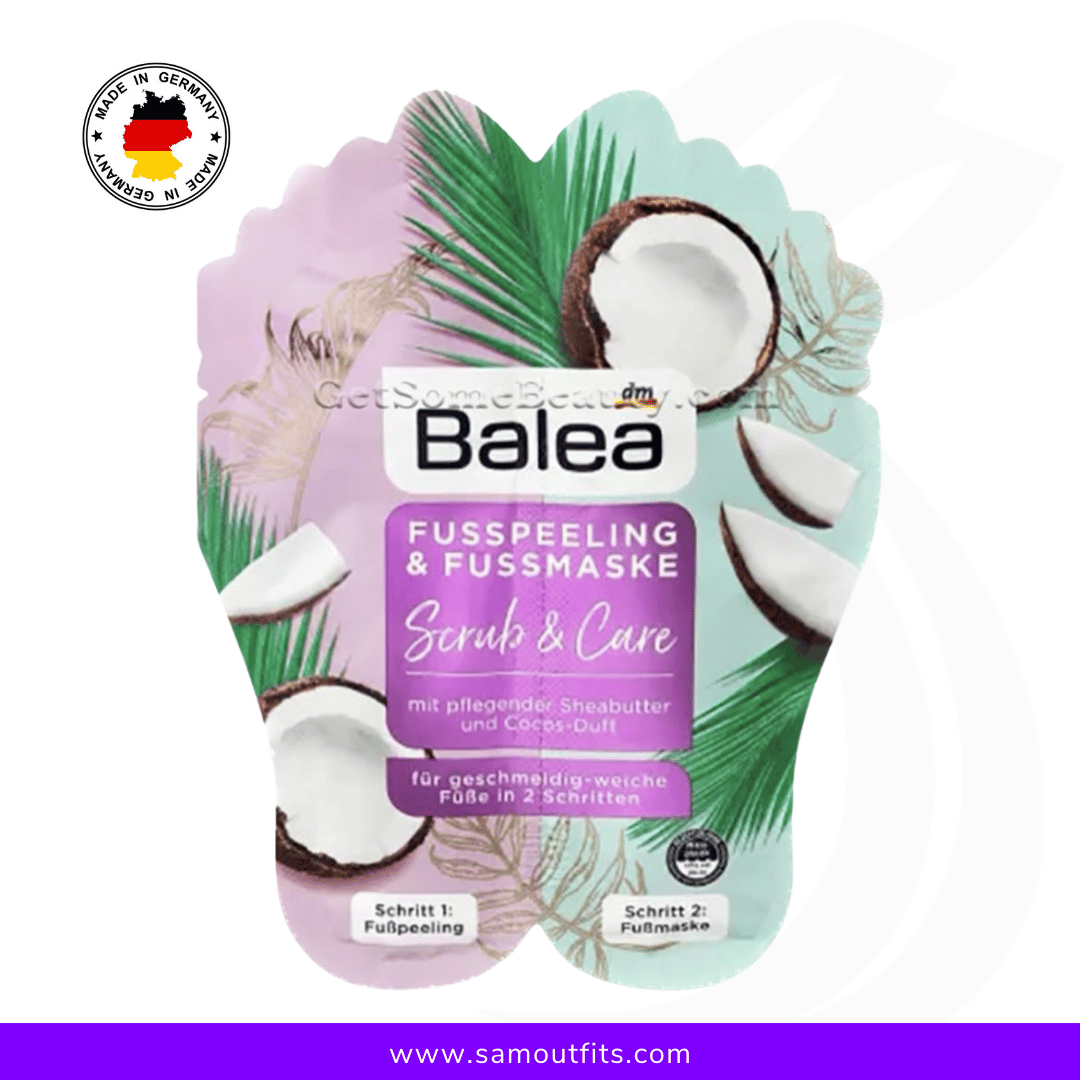 MADE IN GERMANY
MADE IN GERMANY
GetSomeBeauty.com
dm
Balea
FUSSPEELING
& FUSSMASKE
Scrub & Care
mit pflegender Sheabutter
und Cocos-Duft
für geschmeidig-weiche
Füße in 2 Schritten
Schritt 1:
Fußpeeling
Schritt 2:
Fußmaske
www.samoutfits.com